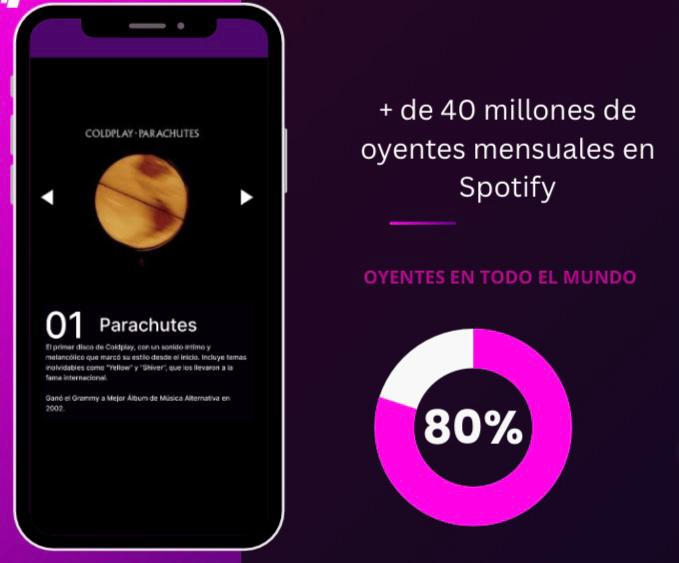 COLDPLAY·PARACHUTES
01 Parachutes
El primer disco de Coldplay, con un sonido íntimo y
melancólico que marcó su estilo desde el inicio. Incluye temas
inolvidables como "Yellow" y "Shiver", que los llevaron a la
fama internacional.
Ganó el Grammy a Mejor Álbum de Música Alternativa en
2002.
+ de 40 millones de
oyentes mensuales en
Spotify
OYENTES EN TODO EL MUNDO
80%